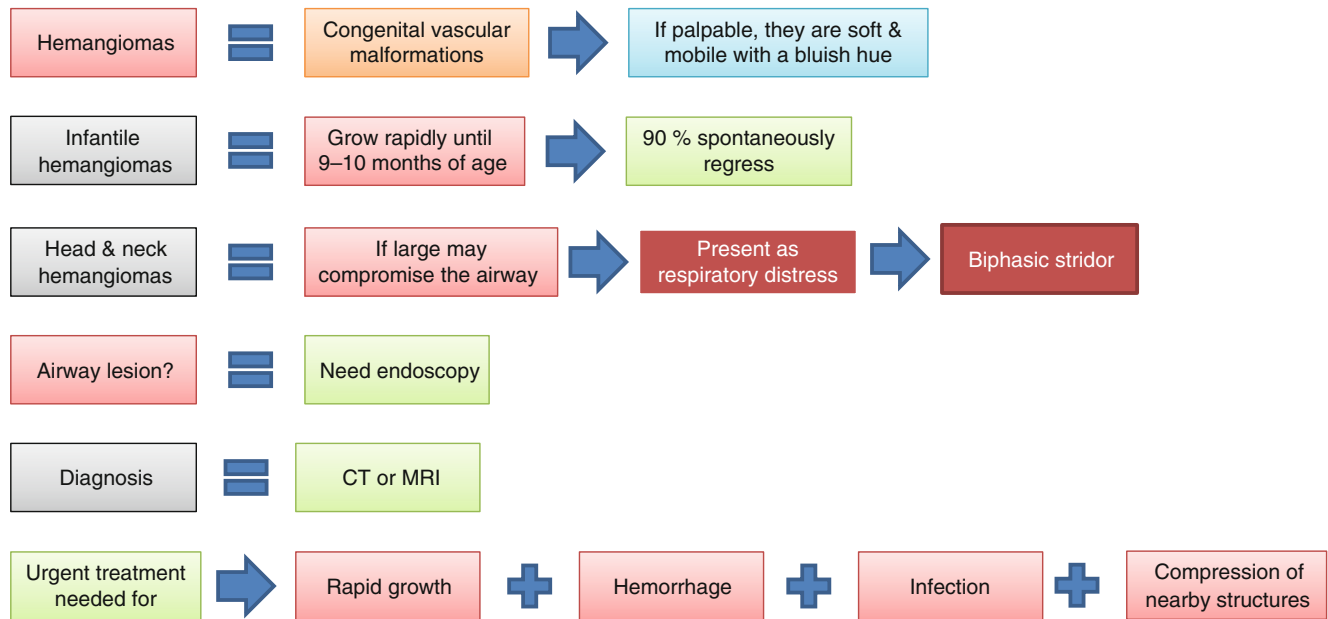 Hemangiomas
Congenital vascular
malformations
If palpable, they are soft &
mobile with a bluish hue
Infantile
hemangiomas
Grow rapidly until
9–10 months of age
90 % spontaneously
regress
Head & neck
hemangiomas
If large may
compromise the airway
Present as
respiratory distress
Biphasic stridor
Airway lesion?
Need endoscopy
Diagnosis
CT or MRI
Urgent treatment
needed for
Rapid growth
Hemorrhage
Infection
Compression of
nearby structures